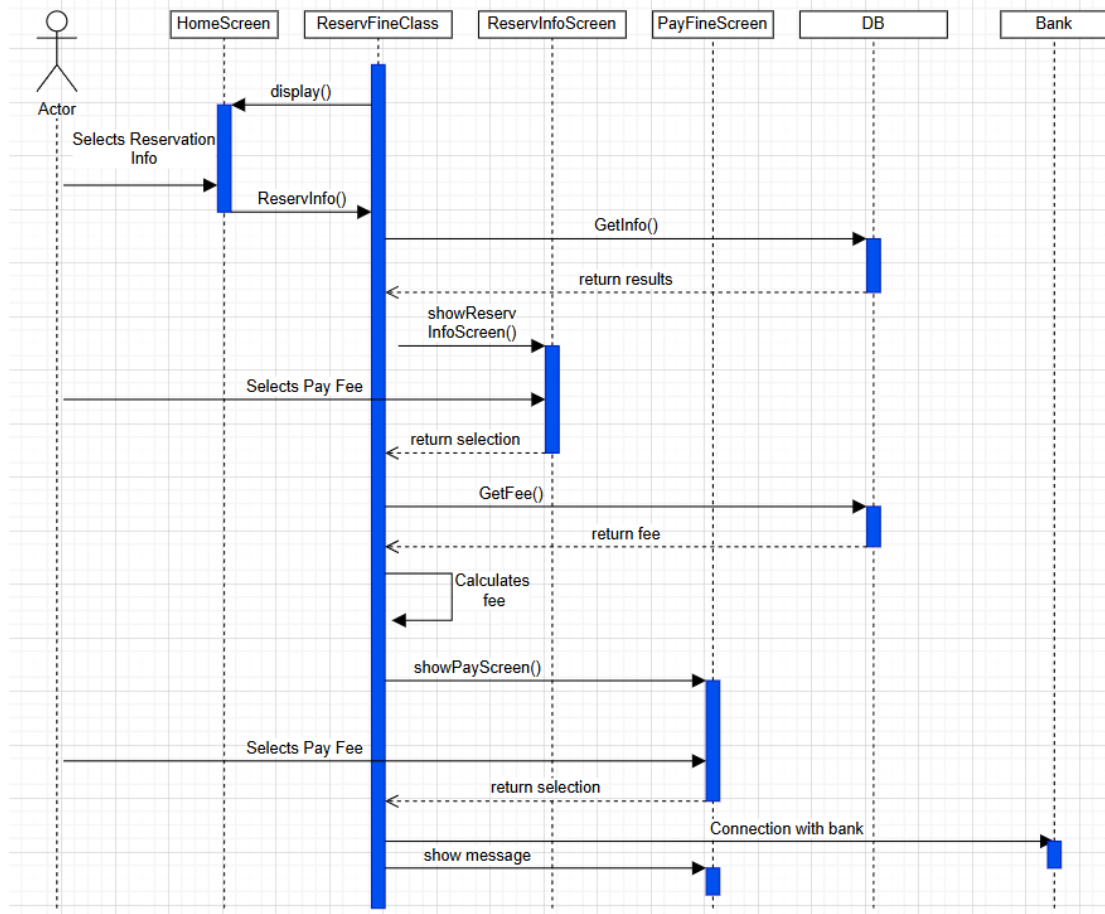 HomeScreen
ReservFineClass
ReservInfoScreen
PayFineScreen
DB
Bank
Actor
display()
Selects Reservation
Info
ReservInfo()
GetInfo()
return results
showReserv
InfoScreen()
Selects Pay Fee
return selection
GetFee()
return fee
Calculates
fee
showPayScreen()
Selects Pay Fee
return selection
Connection with bank
show message